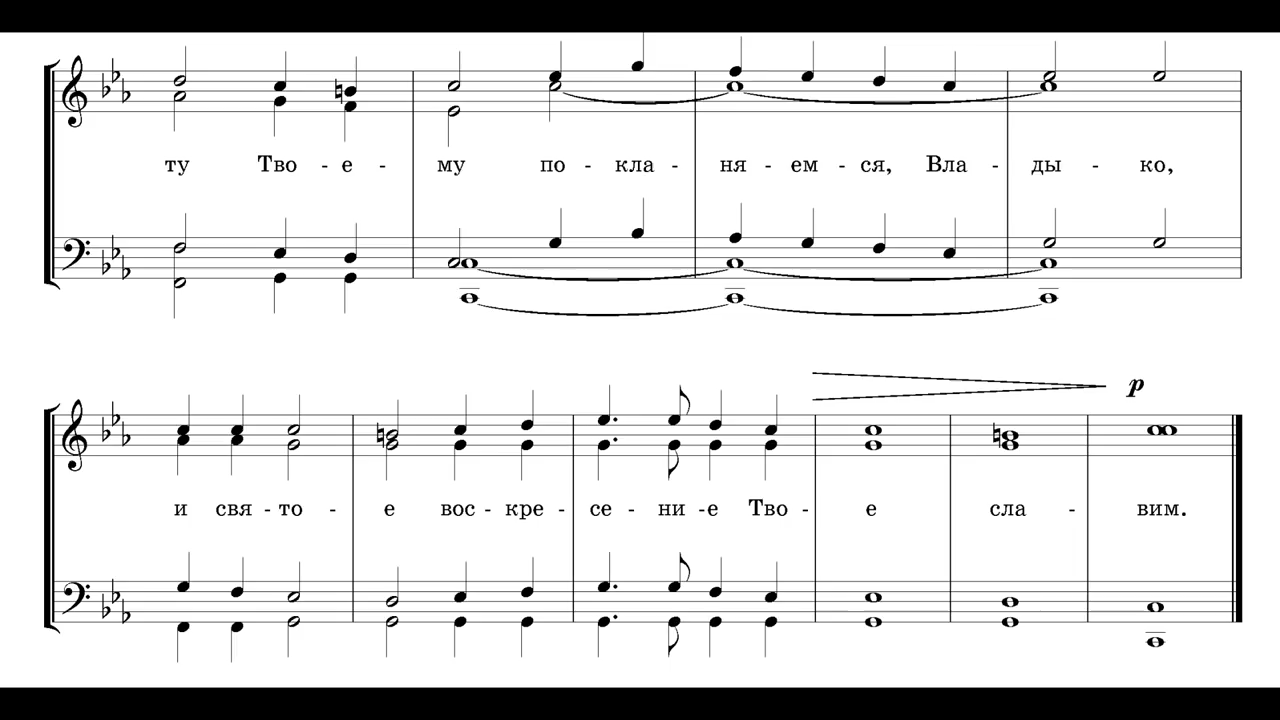 ту Тво - е - му по - кла - ня - ем - ся, Вла - ды - ко,
p
и свя - то - е вос - кре - се - ни - е Тво - е сла - вим.